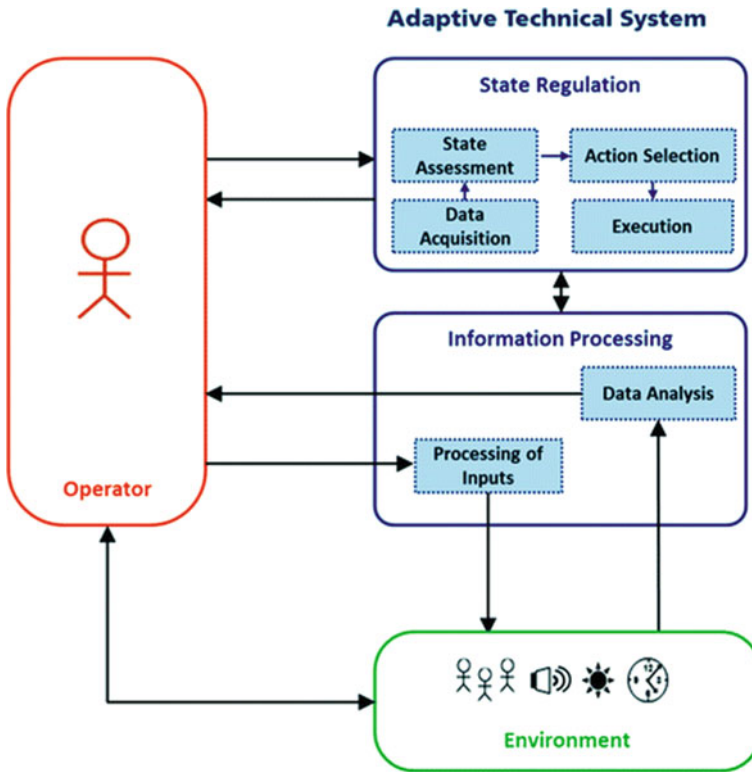 Adaptive Technical System
State Regulation
State
Assessment
Action Selection
Data
Acquisition
Execution
Information Processing
Data Analysis
Processing of
Inputs
Operator
Environment